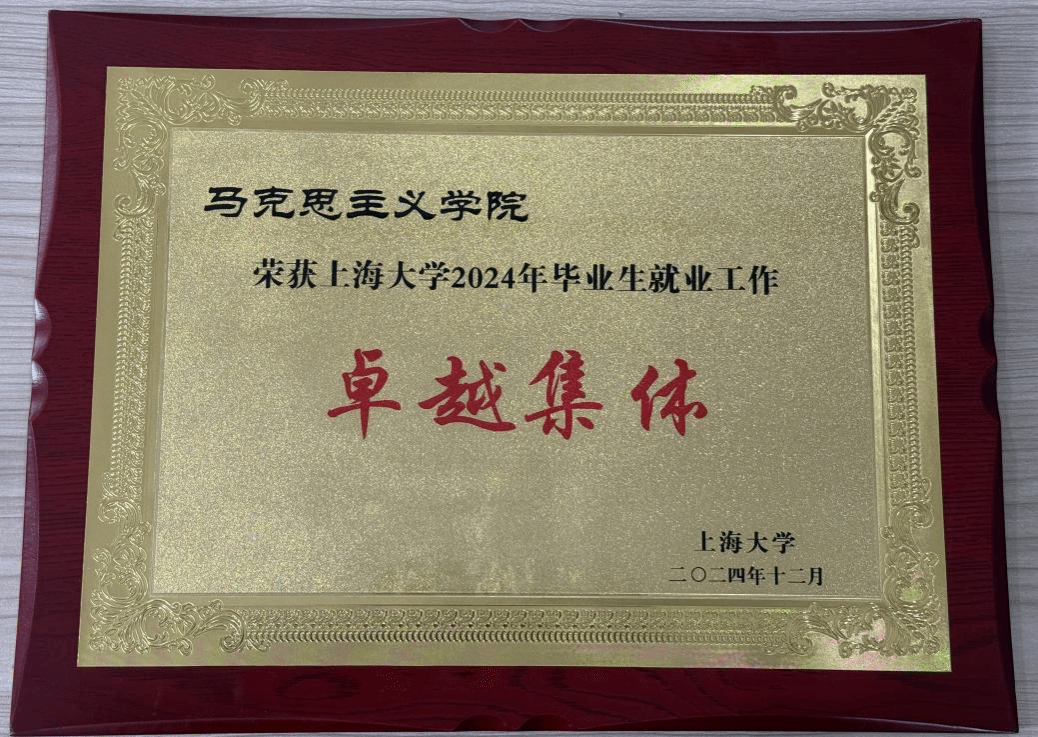 马克思主义学院
荣获上海大学2024年毕业生就业工作
卓越集体
上海大学
二〇二四年十二月